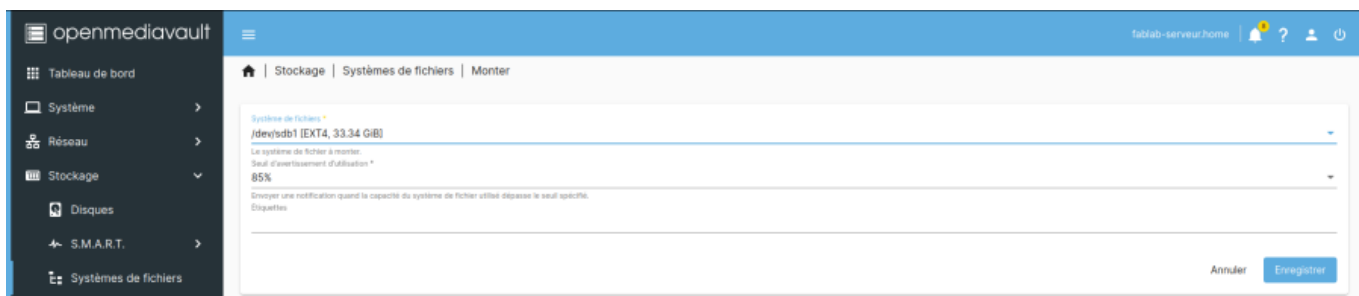 openmediavault
fablab-serveur.home
Tableau de bord
Stockage | Systèmes de fichiers | Monter
Système
Réseau
Stockage
Disques
S.M.A.R.T.
Systèmes de fichiers
Système de fichiers *
/dev/sdb1 [EXT4, 33.34 GiB]
Le système de fichier à monter.
Seuil d'avertissement d'utilisation *
85%
Envoyer une notification quand la capacité du système de fichier utilisé dépasse le seuil spécifié.
Étiquettes
Annuler
Enregistrer